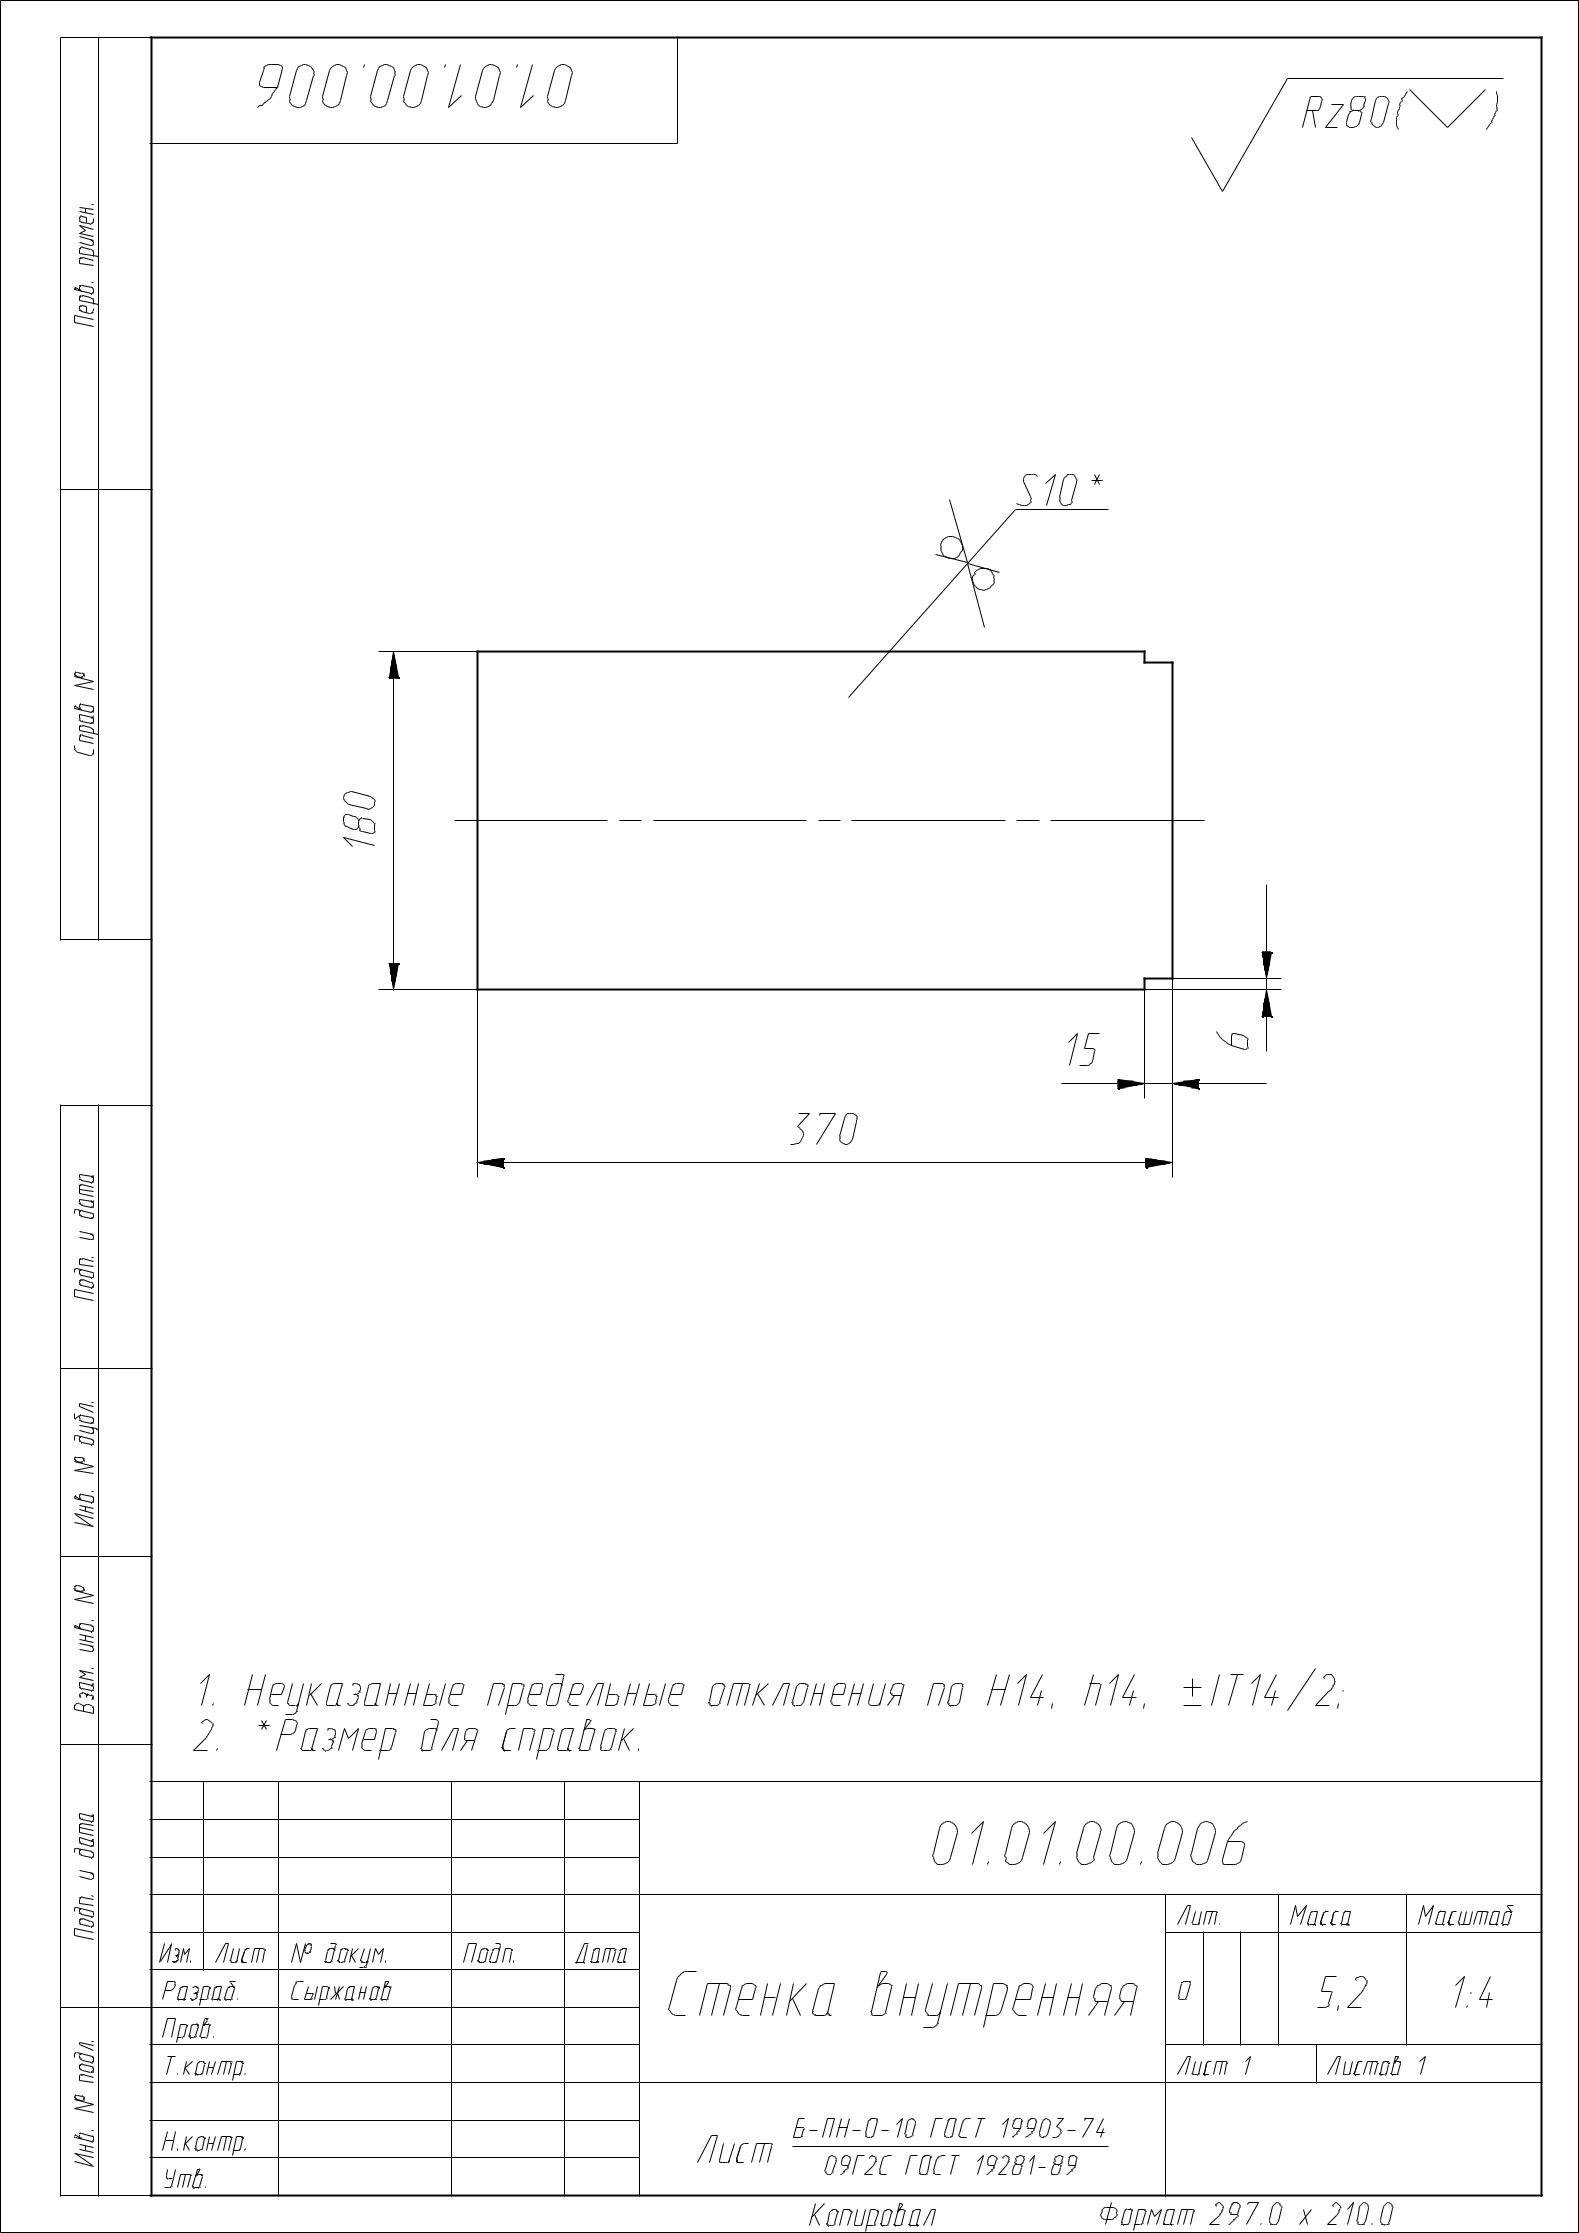 01.01.00.006
Rz80( )
Перв. примен.
Справ №
S10*
180
15
6
370
Подп. и дата
Инв. № дубл.
Взам. инв. №
Подп. и дата
Инв. № подл.
1. Неуказанные предельные отклонения по H14, h14, ±IT14/2;
2. *Размер для справок.
01.01.00.006
Лит. Масса Масштаб
Изм. Лист № докум. Подп. Дата
Разраб. Сыржанов
Стенка внутренняя
о 5,2 1:4
Пров.
Т.контр.
Лист 1 Листов 1
Н.контр.
Утв.
Лист Б-ПН-О-10 ГОСТ 19903-74
09Г2С ГОСТ 19281-89
Копировал Формат 297.0 x 210.0